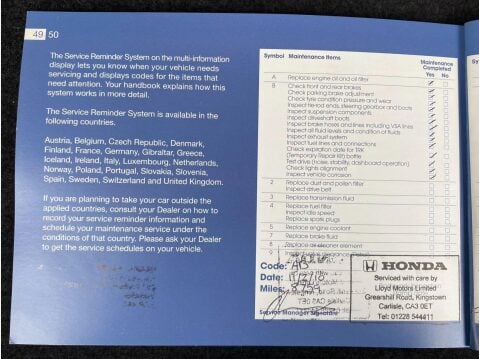 49 50
The Service Reminder System on the multi-information
display lets you know when your vehicle needs
servicing and displays codes for the items that
need attention. Your handbook explains how this
system works in more detail.
The Service Reminder System is available in the
following countries.
Austria, Belgium, Czech Republic, Denmark,
Finland, France, Germany, Gibraltar, Greece,
Iceland, Ireland, Italy, Luxembourg, Netherlands,
Norway, Poland, Portugal, Slovakia, Slovenia,
Spain, Sweden, Switzerland and United Kingdom.
If you are planning to take your car outside the
applied countries, consult your Dealer on how to
record your service reminder information and
schedule your maintenance service under the
conditions of that country. Please ask your Dealer
to get the service schedules on your vehicle.
Symbol Maintenance Items Maintenance
Completed
Yes No
A Replace engine oil and oil filter
B Check front and rear brakes
Check parking brake adjustment
Check tyre condition pressure and wear
Inspect tie-rod ends, steering gearbox and boots
Inspect suspension components
Inspect driveshaft boots
Inspect brake hoses and lines including VSA lines
Inspect all fluid levels and condition of fluids
Inspect exhaust system
Inspect fuel lines and connections
Check expiration date for TRK
(Temporary Repair Kit) bottle
Test drive (noise, stability, dashboard operation)
Check lights alignment
Inspect vehicle corrosion
2 Replace dust and pollen filter
Inspect drive belt
3 Replace transmission fluid
4 Replace fuel filter
Inspect idle speed
Replace spark plugs
5 Replace engine coolant
7 Replace brake fluid
8 Replace air cleaner element
9
Code:
Date:
Miles:
Service Manager Signature
HONDA
Serviced with care by
Lloyd Motors Limited
Grearshill Road, Kingstown
Carlisle, CA3 0ET
Tel: 01228 544411